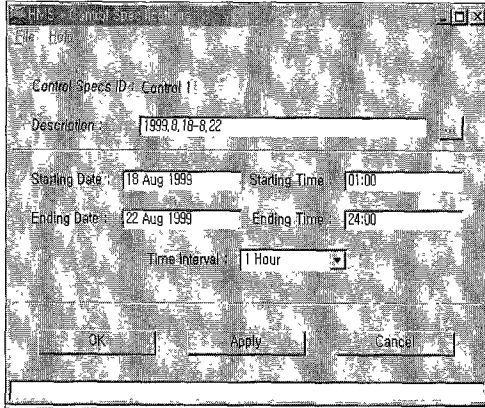 HMS - Control Specifications
File Help
Control Specs ID : Control 1
Description : 1999,8,18-8,22
Starting Date : 18 Aug 1999 Starting Time : 01:00
Ending Date : 22 Aug 1999 Ending Time : 24:00
Time Interval : 1 Hour
OK Apply Cancel